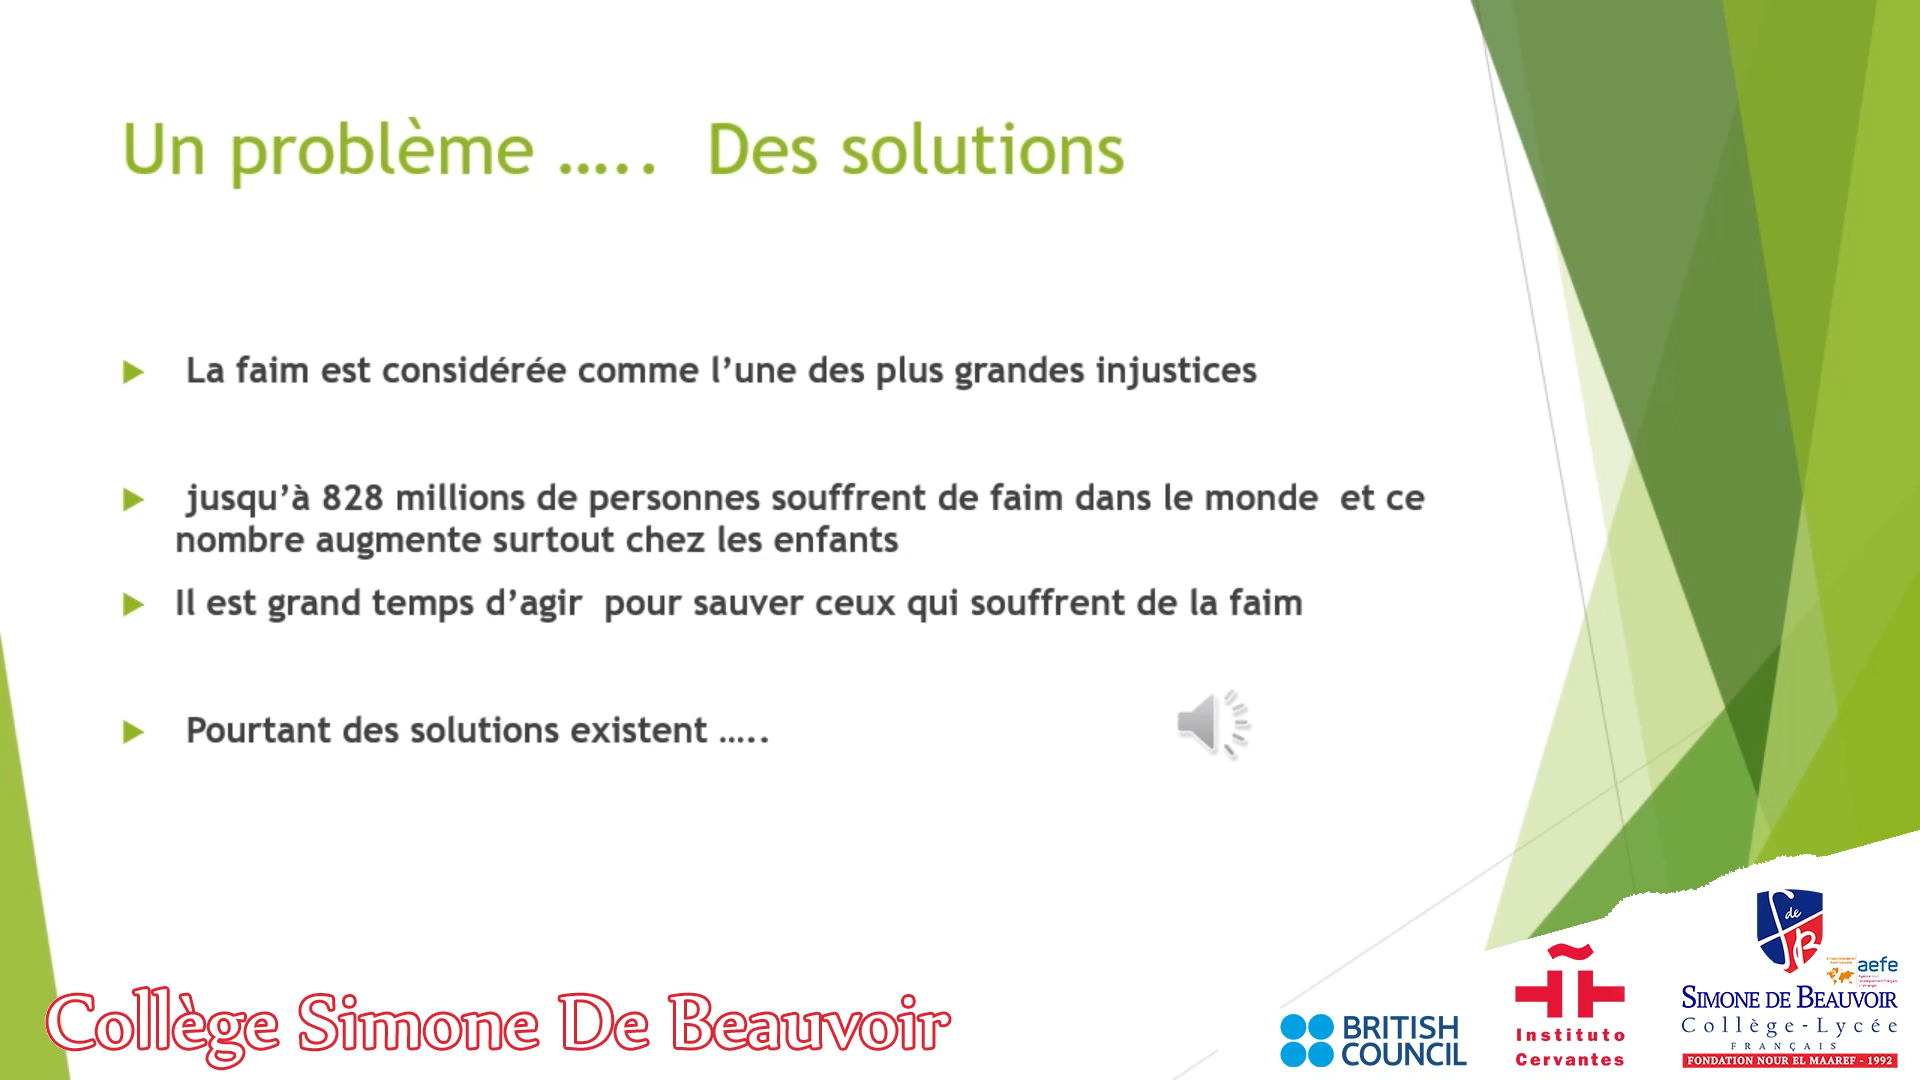 Un problème ..... Des solutions
La faim est considérée comme l’une des plus grandes injustices
jusqu’à 828 millions de personnes souffrent de faim dans le monde et ce
nombre augmente surtout chez les enfants
Il est grand temps d’agir pour sauver ceux qui souffrent de la faim
Pourtant des solutions existent …..
Collège Simone De Beauvoir
BRITISH
COUNCIL
Instituto
Cervantes
de
aefe
SIMONE DE BEAUVOIR
Collège-Lycée
FRANÇAIS
FONDATION NOUR EL MAAREF - 1992